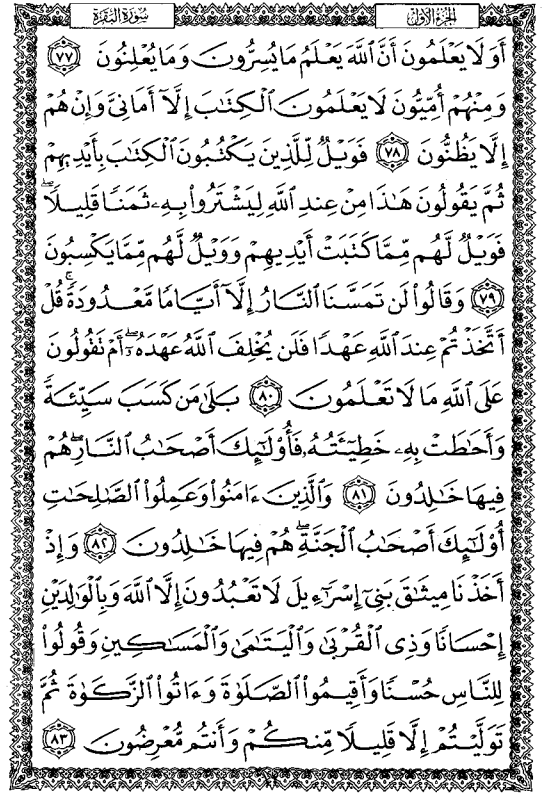 الجزء الأول
سورة البقرة
أَوَلَا يَعْلَمُونَ أَنَّ ٱللَّهَ يَعْلَمُ مَا يُسِرُّونَ وَمَا يُعْلِنُونَ ٧٧
وَمِنْهُمْ أُمِّيُّونَ لَا يَعْلَمُونَ ٱلْكِتَٰبَ إِلَّآ أَمَانِىَّ وَإِنْ هُمْ
إِلَّا يَظُنُّونَ ٧٨ فَوَيْلٌ لِّلَّذِينَ يَكْتُبُونَ ٱلْكِتَٰبَ بِأَيْدِيهِمْ
ثُمَّ يَقُولُونَ هَٰذَا مِنْ عِندِ ٱللَّهِ لِيَشْتَرُوا۟ بِهِۦ ثَمَنًا قَلِيلًا ۖ
فَوَيْلٌ لَّهُم مِّمَّا كَتَبَتْ أَيْدِيهِمْ وَوَيْلٌ لَّهُم مِّمَّا يَكْسِبُونَ
٧٩ وَقَالُوا۟ لَن تَمَسَّنَا ٱلنَّارُ إِلَّآ أَيَّامًا مَّعْدُودَةً ۚ قُلْ
أَتَّخَذْتُمْ عِندَ ٱللَّهِ عَهْدًا فَلَن يُخْلِفَ ٱللَّهُ عَهْدَهُۥٓ ۖ أَمْ تَقُولُونَ
عَلَى ٱللَّهِ مَا لَا تَعْلَمُونَ ٨٠ بَلَىٰ مَن كَسَبَ سَيِّئَةً
وَأَحَٰطَتْ بِهِۦ خَطِيٓـَٔتُهُۥ فَأُو۟لَٰٓئِكَ أَصْحَٰبُ ٱلنَّارِ ۖ هُمْ
فِيهَا خَٰلِدُونَ ٨١ وَٱلَّذِينَ ءَامَنُوا۟ وَعَمِلُوا۟ ٱلصَّٰلِحَٰتِ
أُو۟لَٰٓئِكَ أَصْحَٰبُ ٱلْجَنَّةِ ۖ هُمْ فِيهَا خَٰلِدُونَ ٨٢ وَإِذْ
أَخَذْنَا مِيثَٰقَ بَنِىٓ إِسْرَٰٓءِيلَ لَا تَعْبُدُونَ إِلَّا ٱللَّهَ وَبِٱلْوَٰلِدَيْنِ
إِحْسَانًا وَذِى ٱلْقُرْبَىٰ وَٱلْيَتَٰمَىٰ وَٱلْمَسَٰكِينِ وَقُولُوا۟
لِلنَّاسِ حُسْنًا وَأَقِيمُوا۟ ٱلصَّلَوٰةَ وَءَاتُوا۟ ٱلزَّكَوٰةَ ثُمَّ
تَوَلَّيْتُمْ إِلَّا قَلِيلًا مِّنكُمْ وَأَنتُم مُّعْرِضُونَ ٨٣